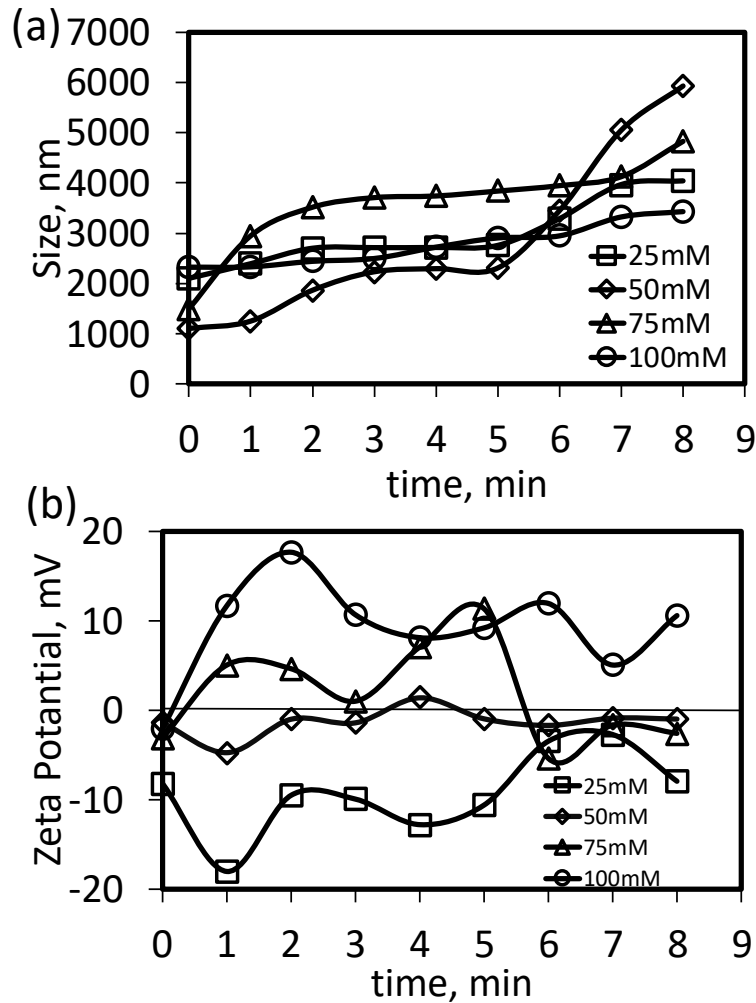 (a)
Size, nm
7000
6000
5000
4000
3000
2000
1000
0
25mM
50mM
75mM
100mM
0 1 2 3 4 5 6 7 8 9
time, min
(b)
Zeta Potantial, mV
20
10
0
-10
-20
25mM
50mM
75mM
100mM
0 1 2 3 4 5 6 7 8 9
time, min